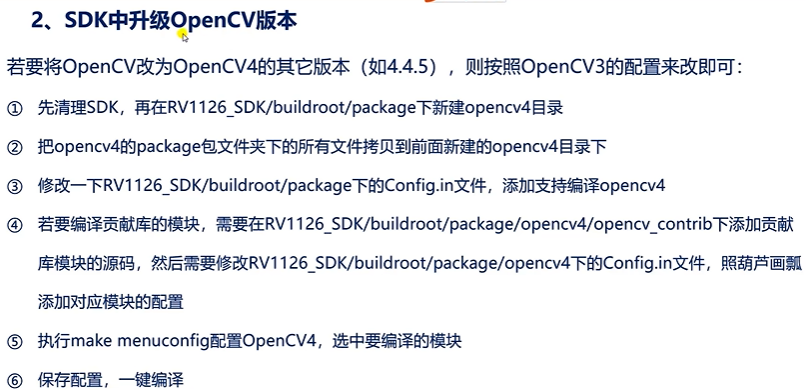 2、SDK中升级OpenCV版本
若要将OpenCV改为OpenCV4的其它版本（如4.4.5），则按照OpenCV3的配置来改即可：
① 先清理SDK，再在RV1126_SDK/buildroot/package下新建opencv4目录
② 把opencv4的package包文件夹下的所有文件拷贝到前面新建的opencv4目录下
③ 修改一下RV1126_SDK/buildroot/package下的Config.in文件，添加支持编译opencv4
④ 若要编译贡献库的模块，需要在RV1126_SDK/buildroot/package/opencv4/opencv_contrib下添加贡献
库模块的源码，然后需要修改RV1126_SDK/buildroot/package/opencv4下的Config.in文件，照葫芦画瓢
添加对应模块的配置
⑤ 执行make menuconfig配置OpenCV4，选中要编译的模块
⑥ 保存配置，一键编译